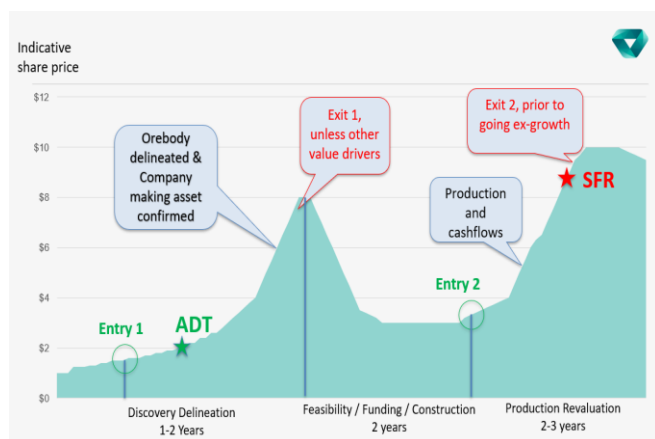 Indicative
share price
$12
$10
$8
$6
$4
$2
$0
Orebody
delineated &
Company
making asset
confirmed
Exit 1,
unless other
value drivers
Exit 2, prior to
going ex-growth
SFR
Production
and
cashflows
Entry 1
ADT
Entry 2
Discovery Delineation
1-2 Years
Feasibility / Funding / Construction
2 years
Production Revaluation
2-3 years